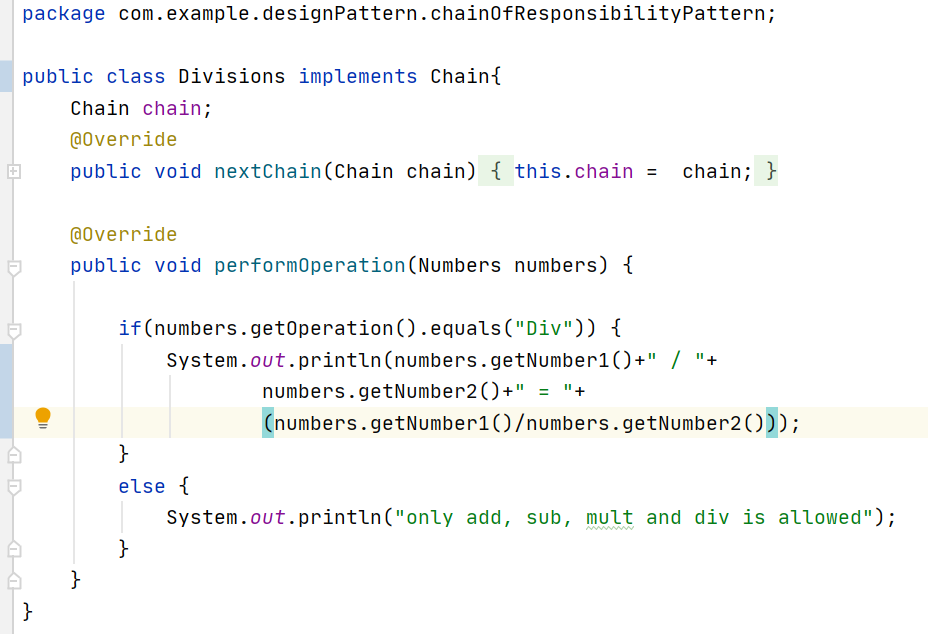 package com.example.designPattern.chainOfResponsibilityPattern;
public class Divisions implements Chain{
Chain chain;
@Override
public void nextChain(Chain chain) { this.chain =  chain; }
@Override
public void performOperation(Numbers numbers) {
if(numbers.getOperation().equals("Div")) {
System.out.println(numbers.getNumber1()+" / "+
numbers.getNumber2()+" = "+
(numbers.getNumber1()/numbers.getNumber2()));
}
else {
System.out.println("only add, sub, mult and div is allowed");
}
}
}